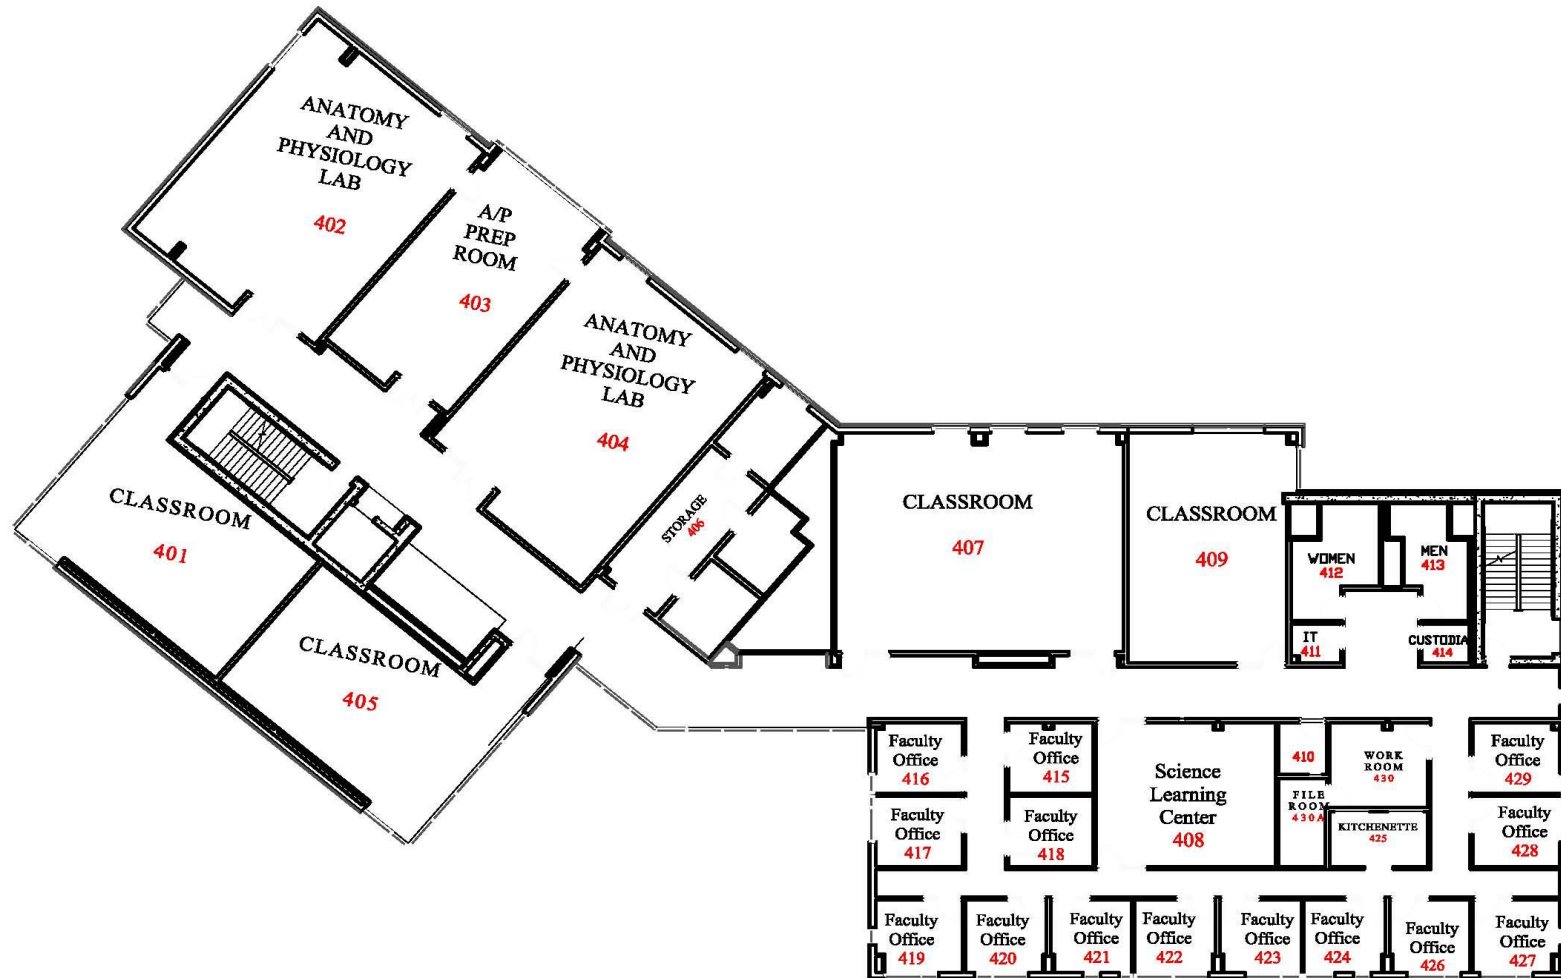 ANATOMY
AND
PHYSIOLOGY
LAB
402
A/P
PREP
ROOM
403
ANATOMY
AND
PHYSIOLOGY
LAB
404
CLASSROOM
401
CLASSROOM
405
STORAGE
406
CLASSROOM
407
CLASSROOM
409
WOMEN
412
MEN
413
IT
411
CUSTODIA
414
Faculty
Office
416
Faculty
Office
415
Science
Learning
Center
408
410
WORK
ROOM
430
FILE
ROOM
430A
KITCHENETTE
425
Faculty
Office
429
Faculty
Office
417
Faculty
Office
418
Faculty
Office
428
Faculty
Office
419
Faculty
Office
420
Faculty
Office
421
Faculty
Office
422
Faculty
Office
423
Faculty
Office
424
Faculty
Office
426
Faculty
Office
427